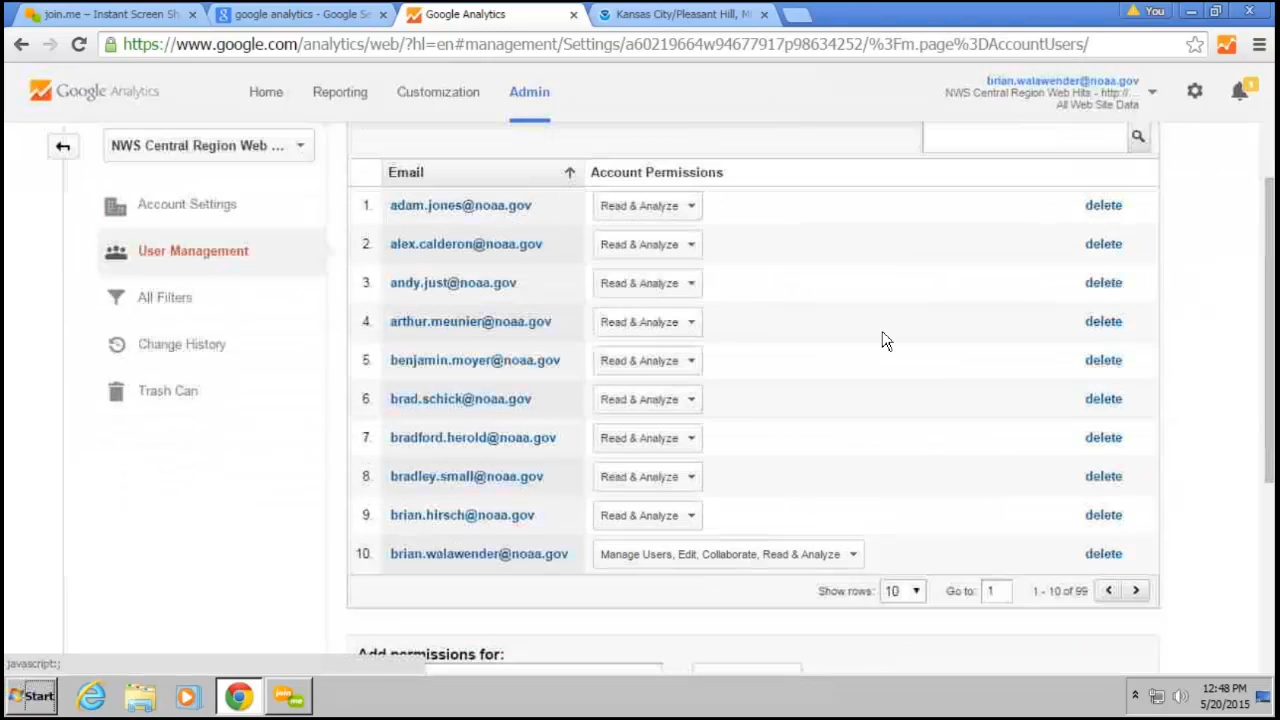 join.me – Instant Screen Sh
google analytics - Google Se
Google Analytics
Kansas City/Pleasant Hill, M
You
https://www.google.com/analytics/web/?hl=en#management/Settings/a60219664w94677917p98634252/%3Fm.page%3DAccountUsers/
Google Analytics
Home
Reporting
Customization
Admin
brian.walawender@noaa.gov
NWS Central Region Web Hits - http://...
All Web Site Data
1
NWS Central Region Web ...
Account Settings
User Management
All Filters
Change History
Trash Can
Email
Account Permissions
1. adam.jones@noaa.gov Read & Analyze delete
2. alex.calderon@noaa.gov Read & Analyze delete
3. andy.just@noaa.gov Read & Analyze delete
4. arthur.meunier@noaa.gov Read & Analyze delete
5. benjamin.moyer@noaa.gov Read & Analyze delete
6. brad.schick@noaa.gov Read & Analyze delete
7. bradford.herold@noaa.gov Read & Analyze delete
8. bradley.small@noaa.gov Read & Analyze delete
9. brian.hirsch@noaa.gov Read & Analyze delete
10. brian.walawender@noaa.gov Manage Users, Edit, Collaborate, Read & Analyze delete
Show rows: 10 Go to: 1 1 - 10 of 99
Add permissions for:
javascript:;
Start
join me
12:48 PM
5/20/2015